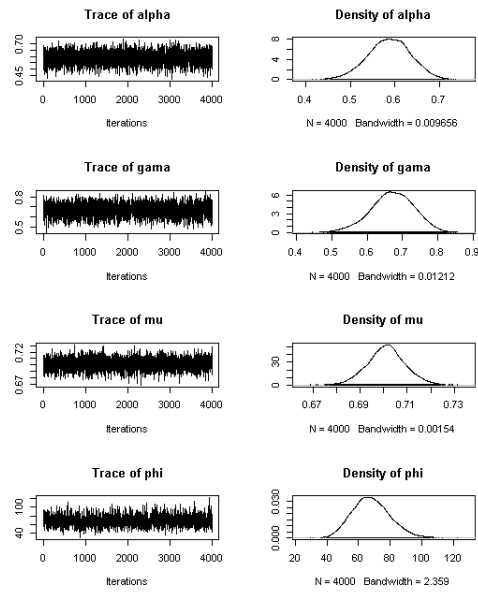 Trace of alpha
0.45 0.70
0 1000 2000 3000 4000
Iterations
Density of alpha
0 4 8
0.4 0.5 0.6 0.7
N = 4000 Bandwidth = 0.009656
Trace of gama
0.5 0.8
0 1000 2000 3000 4000
Iterations
Density of gama
0 3 6
0.4 0.5 0.6 0.7 0.8 0.9
N = 4000 Bandwidth = 0.01212
Trace of mu
0.67 0.72
0 1000 2000 3000 4000
Iterations
Density of mu
0 30
0.67 0.69 0.71 0.73
N = 4000 Bandwidth = 0.00154
Trace of phi
40 100
0 1000 2000 3000 4000
Iterations
Density of phi
0.000 0.030
20 40 60 80 100 120
N = 4000 Bandwidth = 2.359